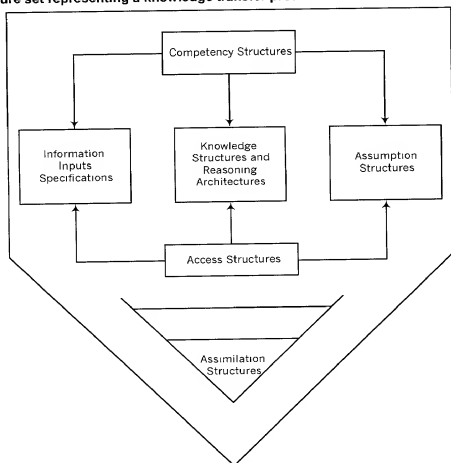 ure set representing a knowledge transfer
Competency Structures
Information
Inputs
Specifications
Knowledge
Structures and
Reasoning
Architectures
Assumption
Structures
Access Structures
Assimilation
Structures